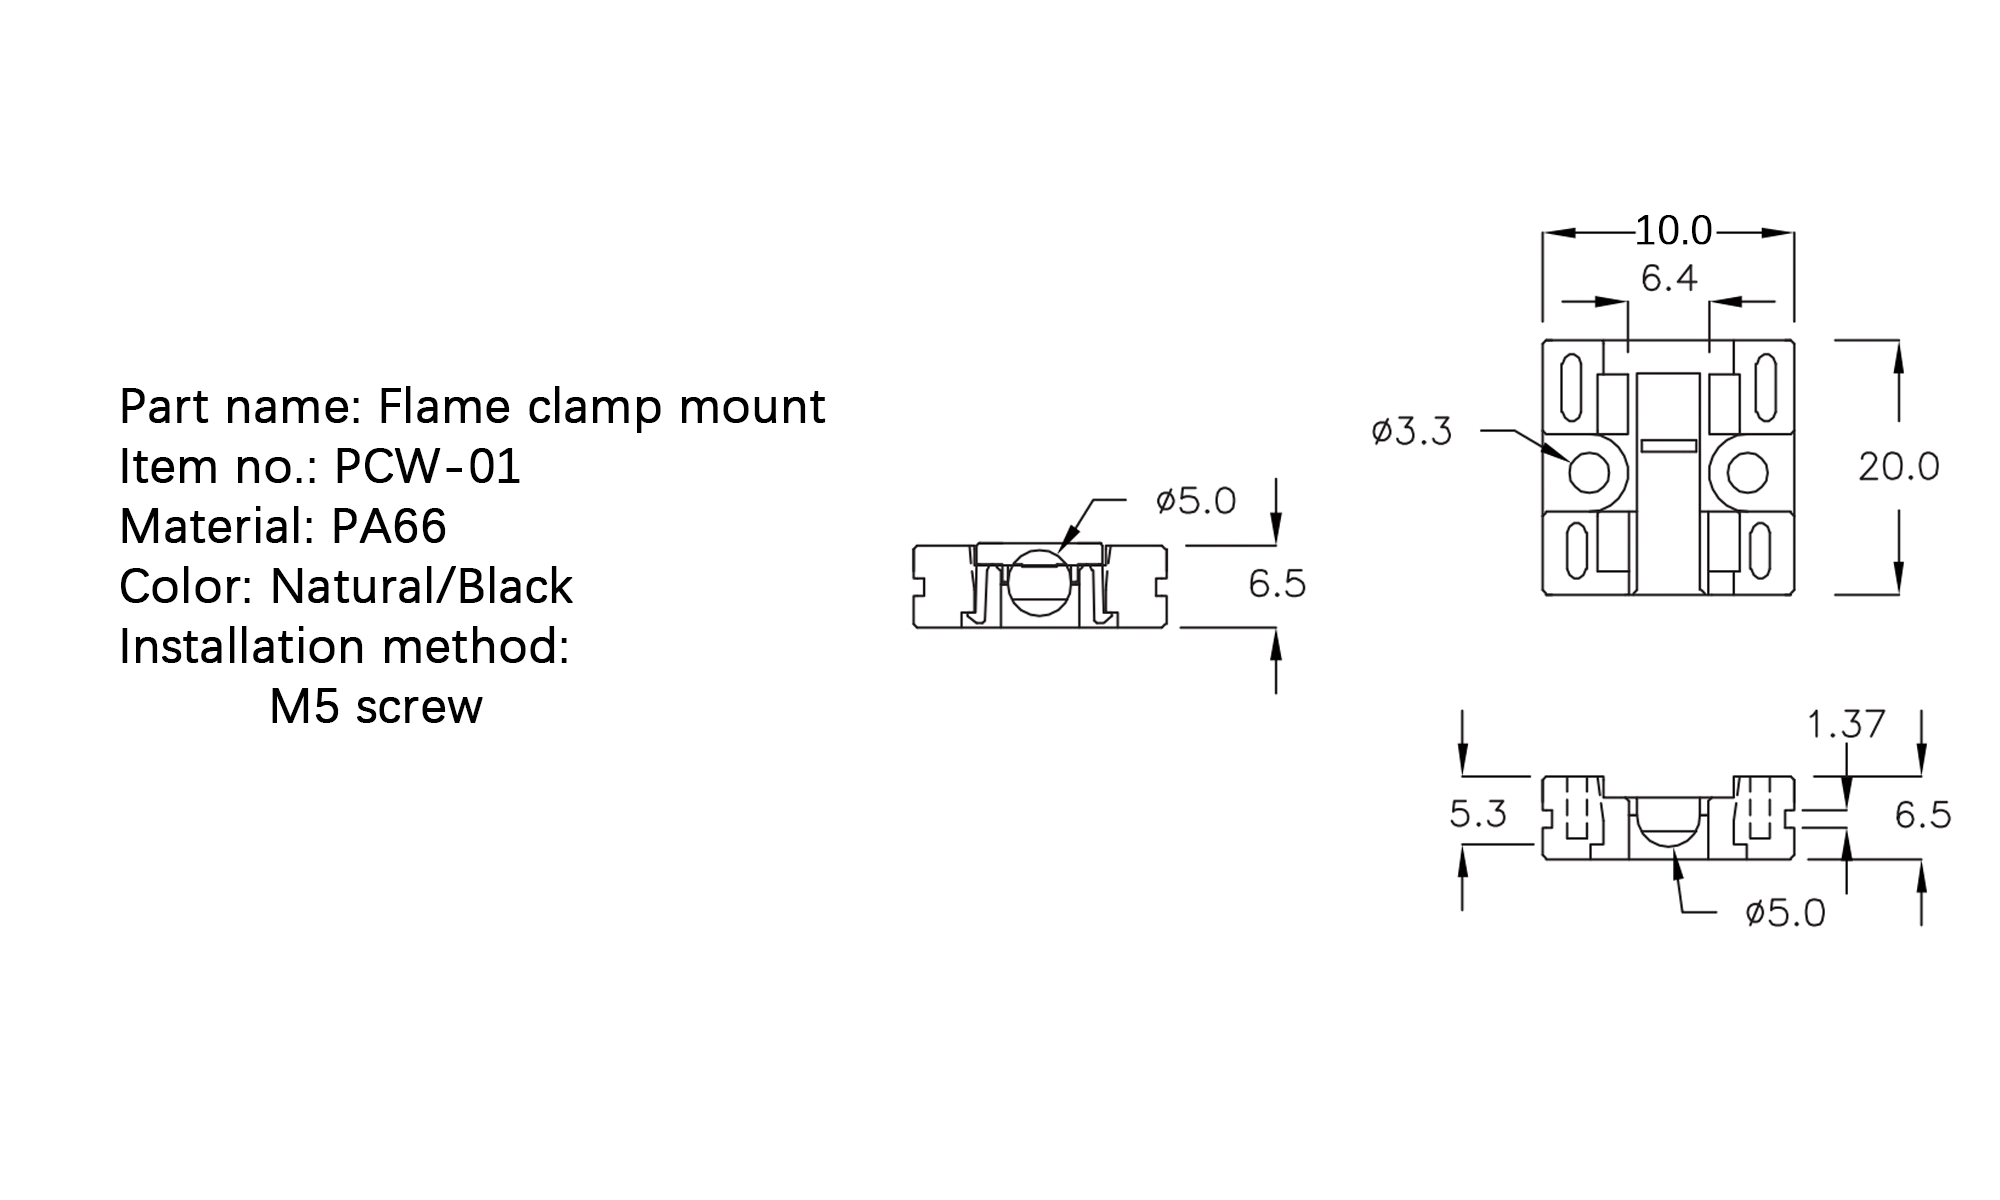 Part name: Flame clamp mount
Item no.: PCW-01
Material: PA66
Color: Natural/Black
Installation method:
M5 screw
ø5.0
6.5
10.0
6.4
ø3.3
20.0
1.37
5.3
6.5
ø5.0